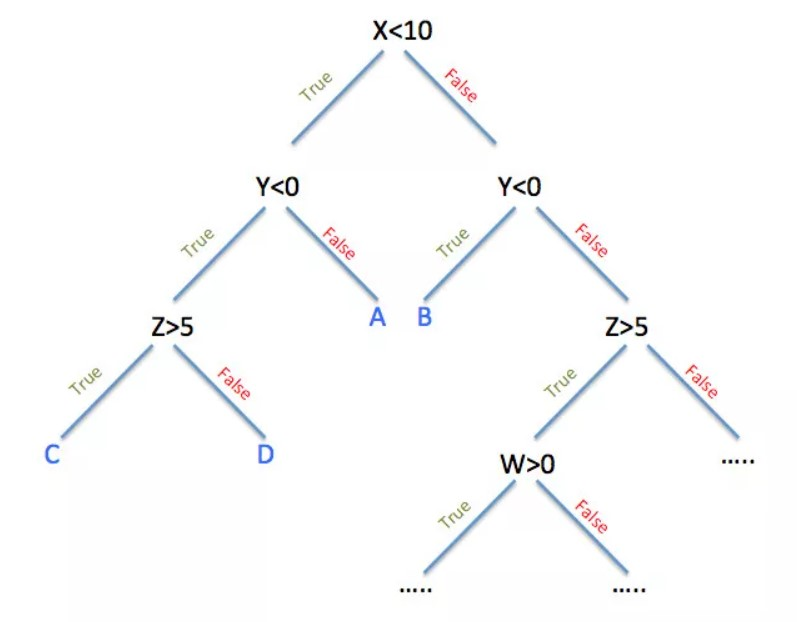 X<10
True
False
Y<0
Y<0
True
False
True
False
A
B
Z>5
Z>5
True
False
True
False
C
D
W>0
.....
True
False
.....
.....